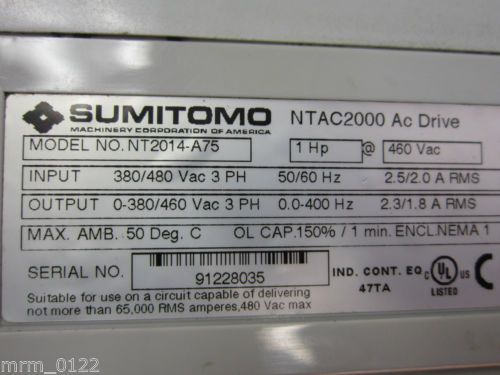 SUMITOMO NTAC2000 Ac Drive
MACHINERY CORPORATION OF AMERICA
MODEL NO. NT2014-A75 1 Hp @ 460 Vac
INPUT 380/480 Vac 3 PH 50/60 Hz 2.5/2.0 A RMS
OUTPUT 0-380/460 Vac 3 PH 0.0-400 Hz 2.3/1.8 A RMS
MAX. AMB. 50 Deg. C OL CAP.150% / 1 min. ENCL.NEMA 1
SERIAL NO. 91228035 IND. CONT. EQ. C UL US
47TA LISTED
Suitable for use on a circuit capable of delivering
not more than 65,000 RMS amperes,480 Vac max
mrm_0122